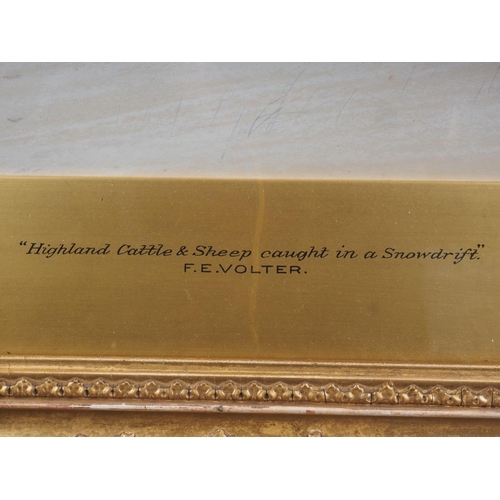 "Highland Cattle & Sheep caught in a Snowdrift."
F.E.VOLTER.